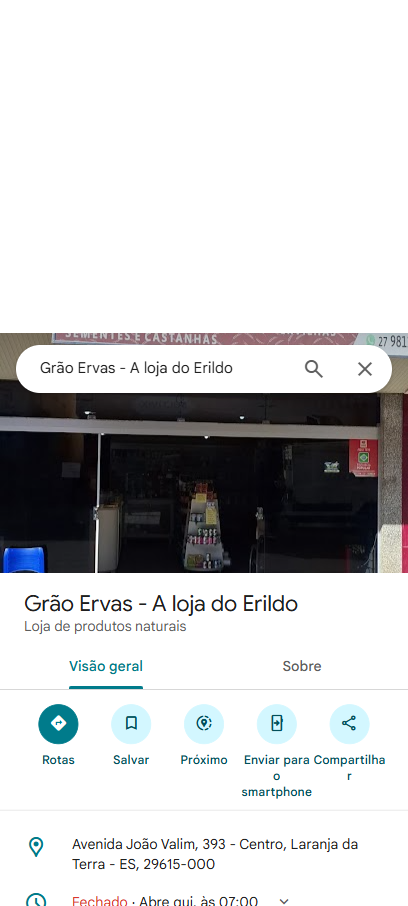 SEMENTES E CASTANHAS
27 981
Grão Ervas - A loja do Erildo
Grão Ervas - A loja do Erildo
Loja de produtos naturais
Visão geral
Sobre
Rotas
Salvar
Próximo
Enviar para
o
smartphone
Compartilha
r
Avenida João Valim, 393 - Centro, Laranja da
Terra - ES, 29615-000
Fechado · Abre qui. às 07:00